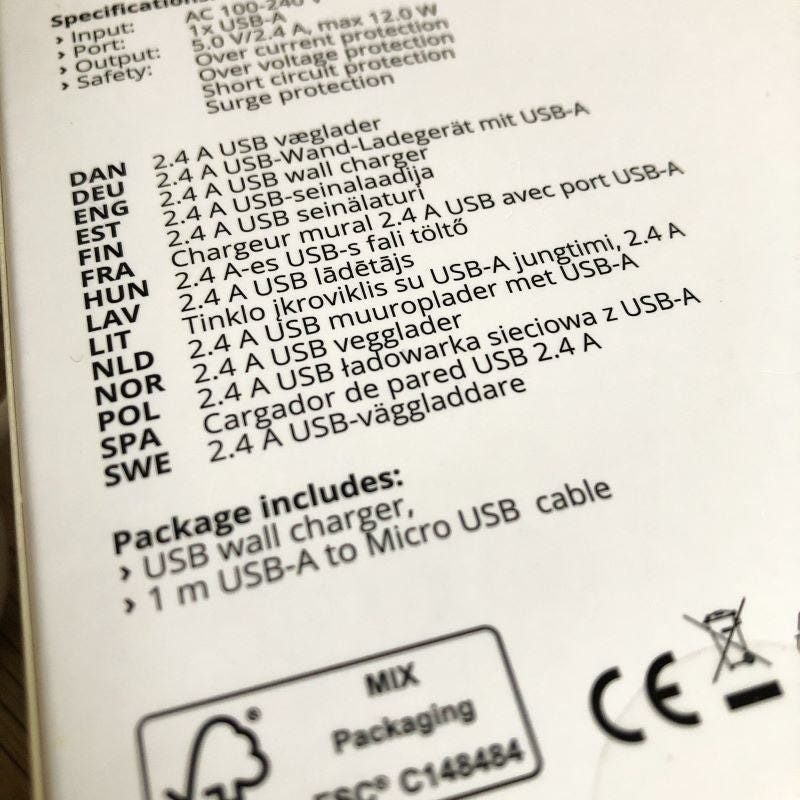 Specifications:
› Input: AC 100-240 V
› Port: 1x USB-A
› Output: 5.0 V/2.4 A, max 12.0 W
› Safety: Over current protection
Over voltage protection
Short circuit protection
Surge protection
DAN 2.4 A USB væglader
DEU 2.4 A USB-Wand-Ladegerät mit USB-A
ENG 2.4 A USB wall charger
EST 2.4 A USB-seinalaadija
FIN 2.4 A USB seinälaturi
FRA Chargeur mural 2.4 A USB avec port USB-A
HUN 2.4 A-es USB-s fali töltő
LAV 2.4 A USB lādētājs
LIT Tinklo įkroviklis su USB-A jungtimi, 2.4 A
NLD 2.4 A USB muuroplader met USB-A
NOR 2.4 A USB vegglader
POL 2.4 A USB ładowarka sieciowa z USB-A
SPA Cargador de pared USB 2.4 A
SWE 2.4 A USB-väggladdare
Package includes:
› USB wall charger,
› 1 m USB-A to Micro USB cable
MIX
Packaging
FSC® C148484
CE